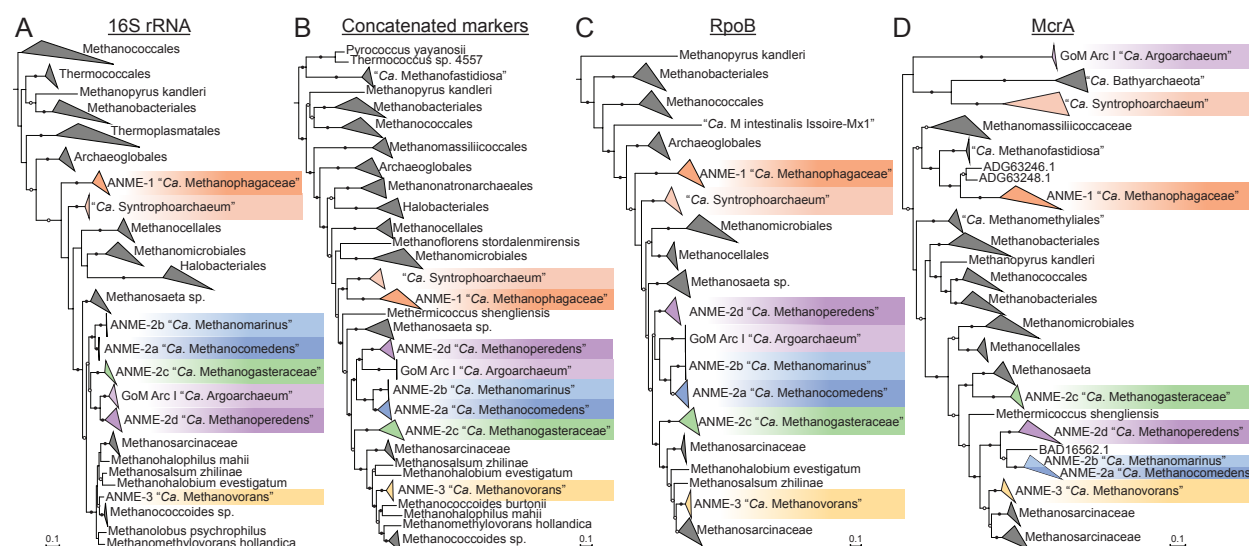 A
16S rRNA
Methanococcales
Thermococcales
Methanopyrus kandleri
Methanobacteriales
Thermoplasmatales
Archaeoglobales
ANME-1 “Ca. Methanophagaceae”
“Ca. Syntrophoarchaeum”
Methanocellales
Methanomicrobiales
Halobacteriales
Methanosaeta sp.
ANME-2b “Ca. Methanomarinus”
ANME-2a “Ca. Methanocomedens”
ANME-2c “Ca. Methanogasteraceae”
GoM Arc I “Ca. Argoarchaeum”
ANME-2d “Ca. Methanoperedens”
Methanosarcinaceae
Methanohalophilus mahii
Methanosalsum zhilinae
Methanohalobium evestigatum
ANME-3 “Ca. Methanovorans”
Methanococcoides sp.
Methanolobus psychrophilus
Methanomethylovorans hollandica
0.1
B
Concatenated markers
Pyrococcus yayanosii
Thermococcus sp. 4557
“Ca. Methanofastidiosa”
Methanopyrus kandleri
Methanobacteriales
Methanococcales
Methanomassiliicoccales
Archaeoglobales
Methanonatronarchaeales
Halobacteriales
Methanocellales
Methanoflorens stordalenmirensis
Methanomicrobiales
“Ca. Syntrophoarchaeum”
ANME-1 “Ca. Methanophagaceae”
Methermicoccus shengliensis
Methanosaeta sp.
ANME-2d “Ca. Methanoperedens”
GoM Arc I “Ca. Argoarchaeum”
ANME-2b “Ca. Methanomarinus”
ANME-2a “Ca. Methanocomedens”
ANME-2c “Ca. Methanogasteraceae”
Methanosarcinaceae
Methanosalsum zhilinae
Methanohalobium evestigatum
ANME-3 “Ca. Methanovorans”
Methanococcoides burtonii
Methanohalophilus mahii
Methanomethylovorans hollandica
Methanococcoides sp.
0.1
C
RpoB
Methanopyrus kandleri
Methanobacteriales
Methanococcales
“Ca. M intestinalis Issoire-Mx1”
Archaeoglobales
ANME-1 “Ca. Methanophagaceae”
“Ca. Syntrophoarchaeum”
Methanomicrobiales
Methanocellales
Methanosaeta sp.
ANME-2d “Ca. Methanoperedens”
GoM Arc I “Ca. Argoarchaeum”
ANME-2b “Ca. Methanomarinus”
ANME-2a “Ca. Methanocomedens”
ANME-2c “Ca. Methanogasteraceae”
Methanosarcinaceae
Methanohalobium evestigatum
Methanosalsum zhilinae
ANME-3 “Ca. Methanovorans”
Methanosarcinaceae
0.1
D
McrA
GoM Arc I “Ca. Argoarchaeum”
“Ca. Bathyarchaeota”
“Ca. Syntrophoarchaeum”
Methanomassiliicoccaceae
“Ca. Methanofastidiosa”
ADG63246.1
ADG63248.1
ANME-1 “Ca. Methanophagaceae”
“Ca. Methanomethyliales”
Methanobacteriales
Methanopyrus kandleri
Methanococcales
Methanobacteriales
Methanomicrobiales
Methanocellales
Methanosaeta
ANME-2c “Ca. Methanogasteraceae”
Methermicoccus shengliensis
ANME-2d “Ca. Methanoperedens”
BAD16562.1
ANME-2b “Ca. Methanomarinus”
ANME-2a “Ca. Methanocomedens”
ANME-3 “Ca. Methanovorans”
Methanosarcinaceae
Methanosarcinaceae
0.1